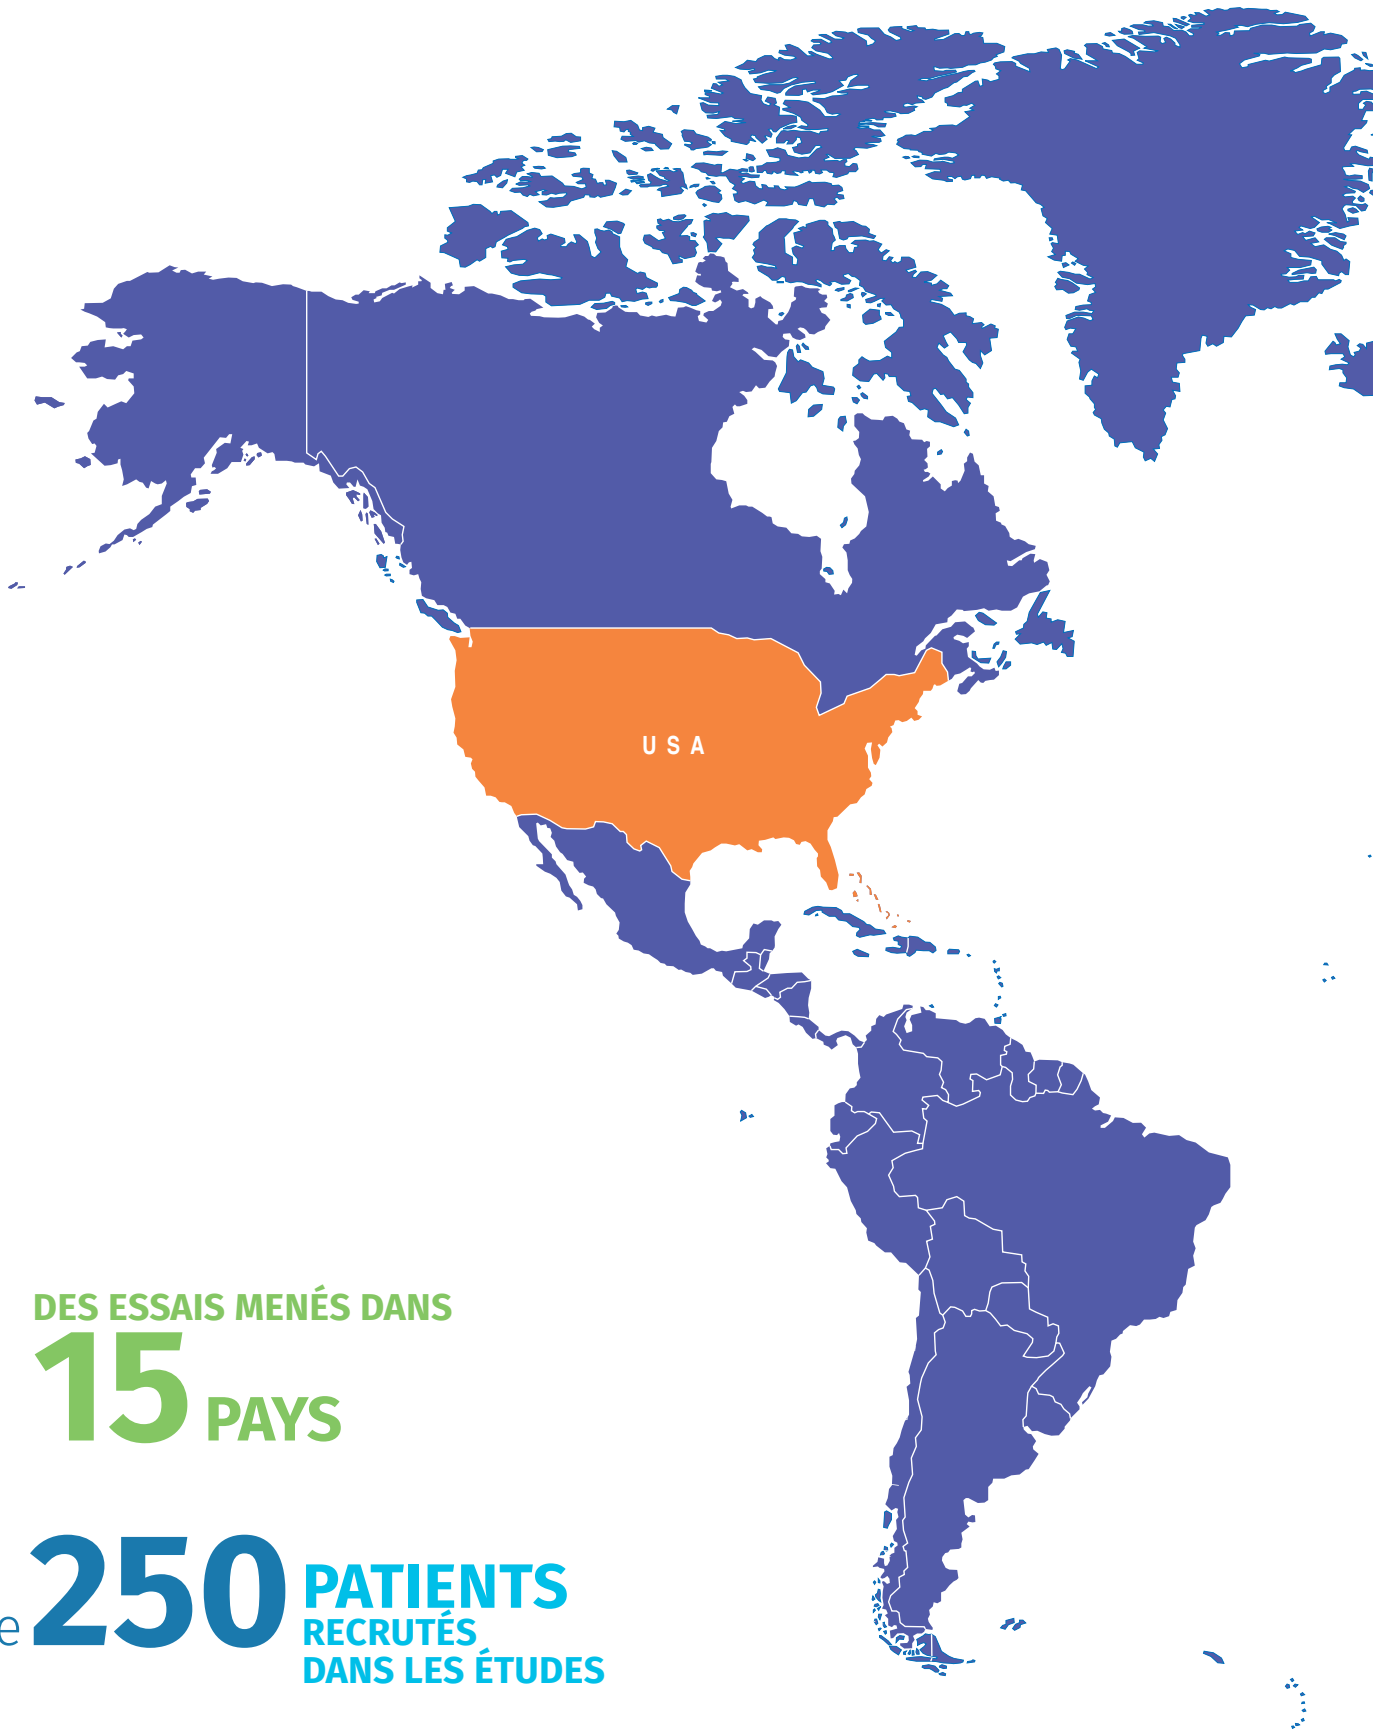 USA
DES ESSAIS MENÉS DANS
15 PAYS
e 250 PATIENTS
RECRUTÉS
DANS LES ÉTUDES